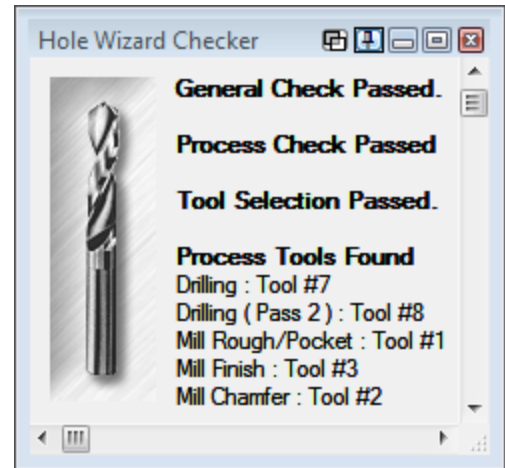 Hole Wizard Checker
General Check Passed.
Process Check Passed
Tool Selection Passed.
Process Tools Found
Drilling : Tool #7
Drilling ( Pass 2 ) : Tool #8
Mill Rough/Pocket : Tool #1
Mill Finish : Tool #3
Mill Chamfer : Tool #2